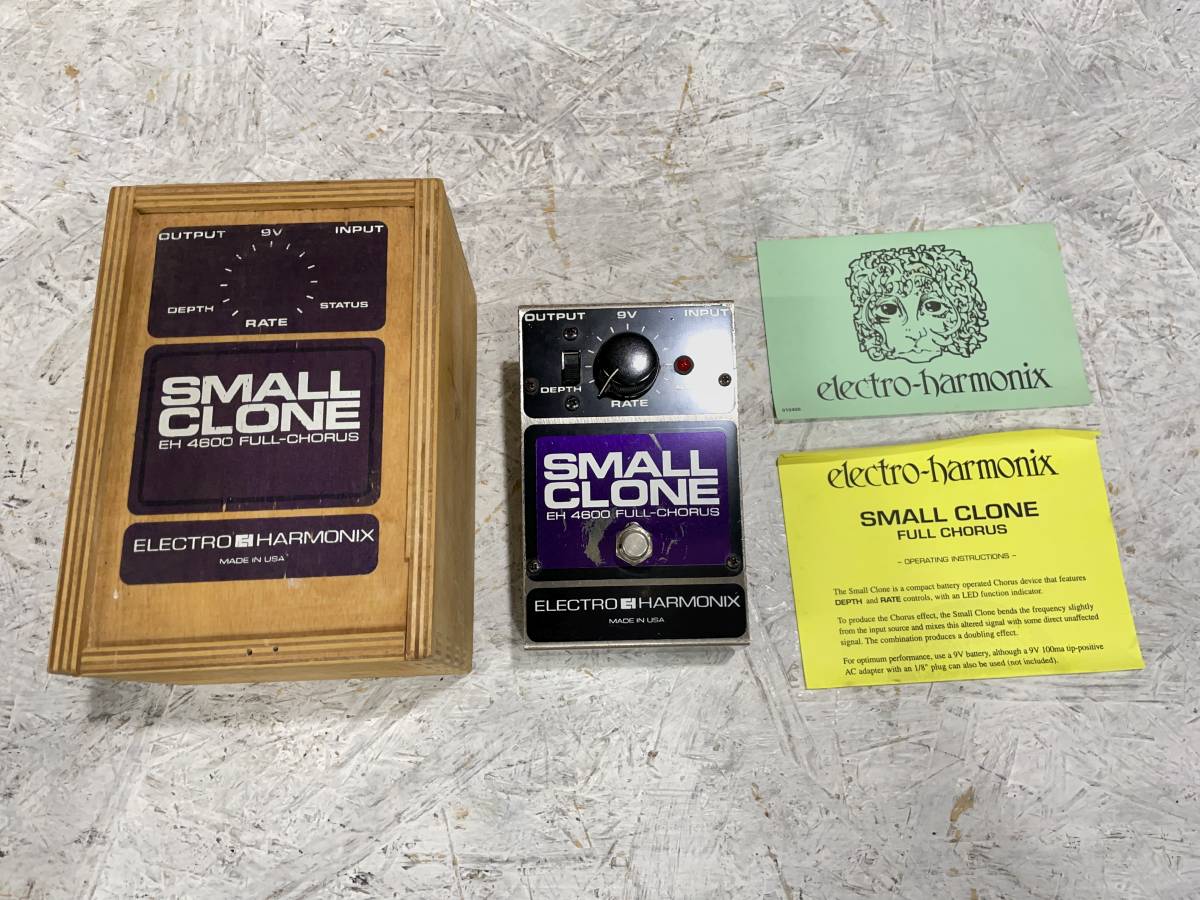 OUTPUT 9V INPUT
DEPTH STATUS
RATE
SMALL
CLONE
EH 4600 FULL-CHORUS
ELECTRO EH HARMONIX
MADE IN USA
OUTPUT 9V INPUT
DEPTH
RATE
SMALL
CLONE
EH 4600 FULL-CHORUS
ELECTRO EH HARMONIX
MADE IN USA
electro-harmonix
electro-harmonix
SMALL CLONE
FULL CHORUS
– OPERATING INSTRUCTIONS –
The Small Clone is a compact battery operated Chorus device that features
DEPTH and RATE controls, with an LED function indicator.
To produce the Chorus effect, the Small Clone bends the frequency slightly
from the input source and mixes this altered signal with some direct unaffected
signal. The combination produces a doubling effect.
For optimum performance, use a 9V battery, although a 9V 100ma tip-positive
AC adapter with an 1/8" plug can also be used (not included).